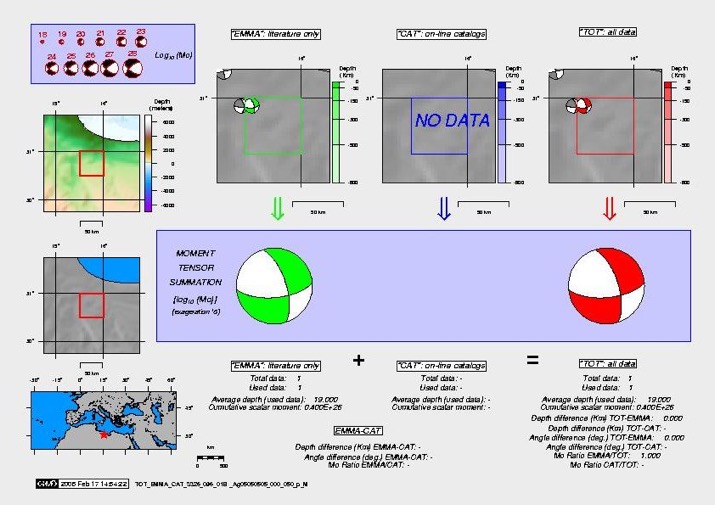 18 19 20 21 22 23
24 25 26 27 28
Log10 (Mo)
"EMMA": literature only
"CAT": on-line catalogs
"TOT": all data
Depth (Km)
Depth (Km)
Depth (Km)
16°
16°
16°
31°
31°
31°
0
-50
-150
-300
-800
0
-50
-150
-300
-800
0
-50
-150
-300
-800
NO DATA
50 km
50 km
50 km
Depth (meters)
15° 16°
31°
30°
6000
4000
2000
0
-2000
-4000
-6000
50 km
MOMENT
TENSOR
SUMMATION
[log10 (Mo)]
(exageration *6)
15° 16°
31°
30°
50 km
"EMMA": literature only
+
"CAT": on-line catalogs
=
"TOT": all data
Total data: 1
Used data: 1
Average depth (used data): 19.000
Cumulative scalar moment: 0.400E+26
Total data: -
Used data: -
Average depth (used data): -
Cumulative scalar moment: -
Total data: 1
Used data: 1
Average depth (used data): 19.000
Cumulative scalar moment: 0.400E+26
Depth difference (Km) TOT-EMMA: 0.000
Depth difference (Km) TOT-CAT: -
Angle difference (deg.) TOT-EMMA: 0.000
Angle difference (deg.) TOT-CAT: -
Mo Ratio EMMA/TOT: 1.000
Mo Ratio CAT/TOT: -
EMMA-CAT
Depth difference (Km) EMMA-CAT: -
Angle difference (deg.) EMMA-CAT: -
Mo Ratio EMMA/CAT: -
-30° -15° 0° 15° 30° 45° 60°
45°
30°
km
0 500
GMT 2006 Feb 17 14:54:22